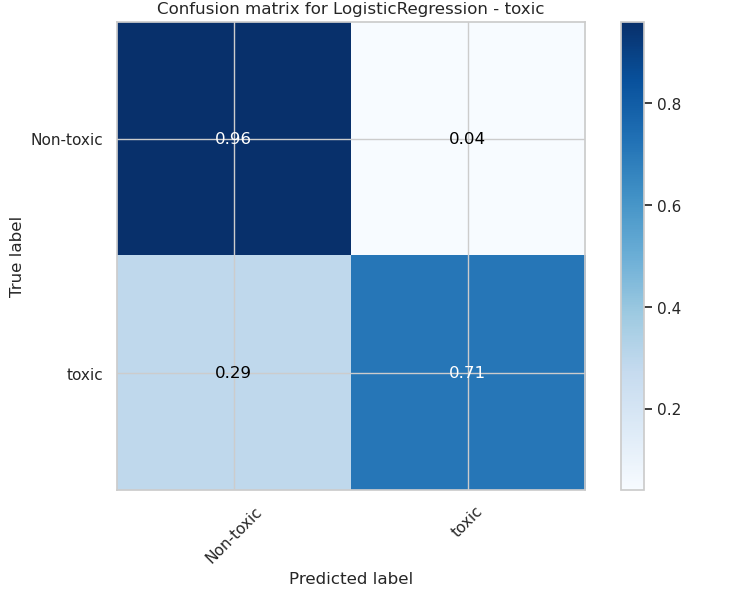 Confusion matrix for LogisticRegression - toxic
True label
Non-toxic
toxic
0.96
0.04
0.29
0.71
Non-toxic
toxic
Predicted label
0.8
0.6
0.4
0.2